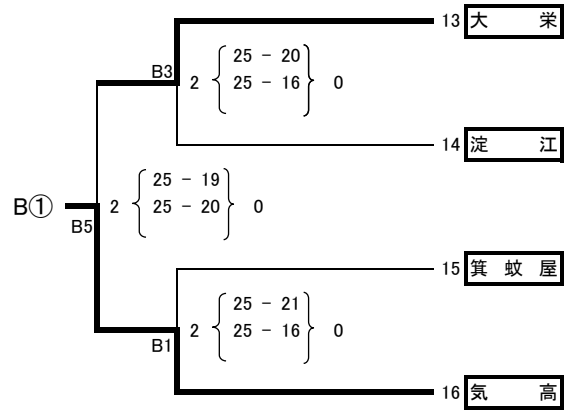 13 大 栄
B3
2 { 25 - 20 } 0
25 - 16
14 淀 江
B① 2 { 25 - 19 } 0
25 - 20
B5
15 箕 蚊 屋
2 { 25 - 21 } 0
25 - 16
B1
16 気 高